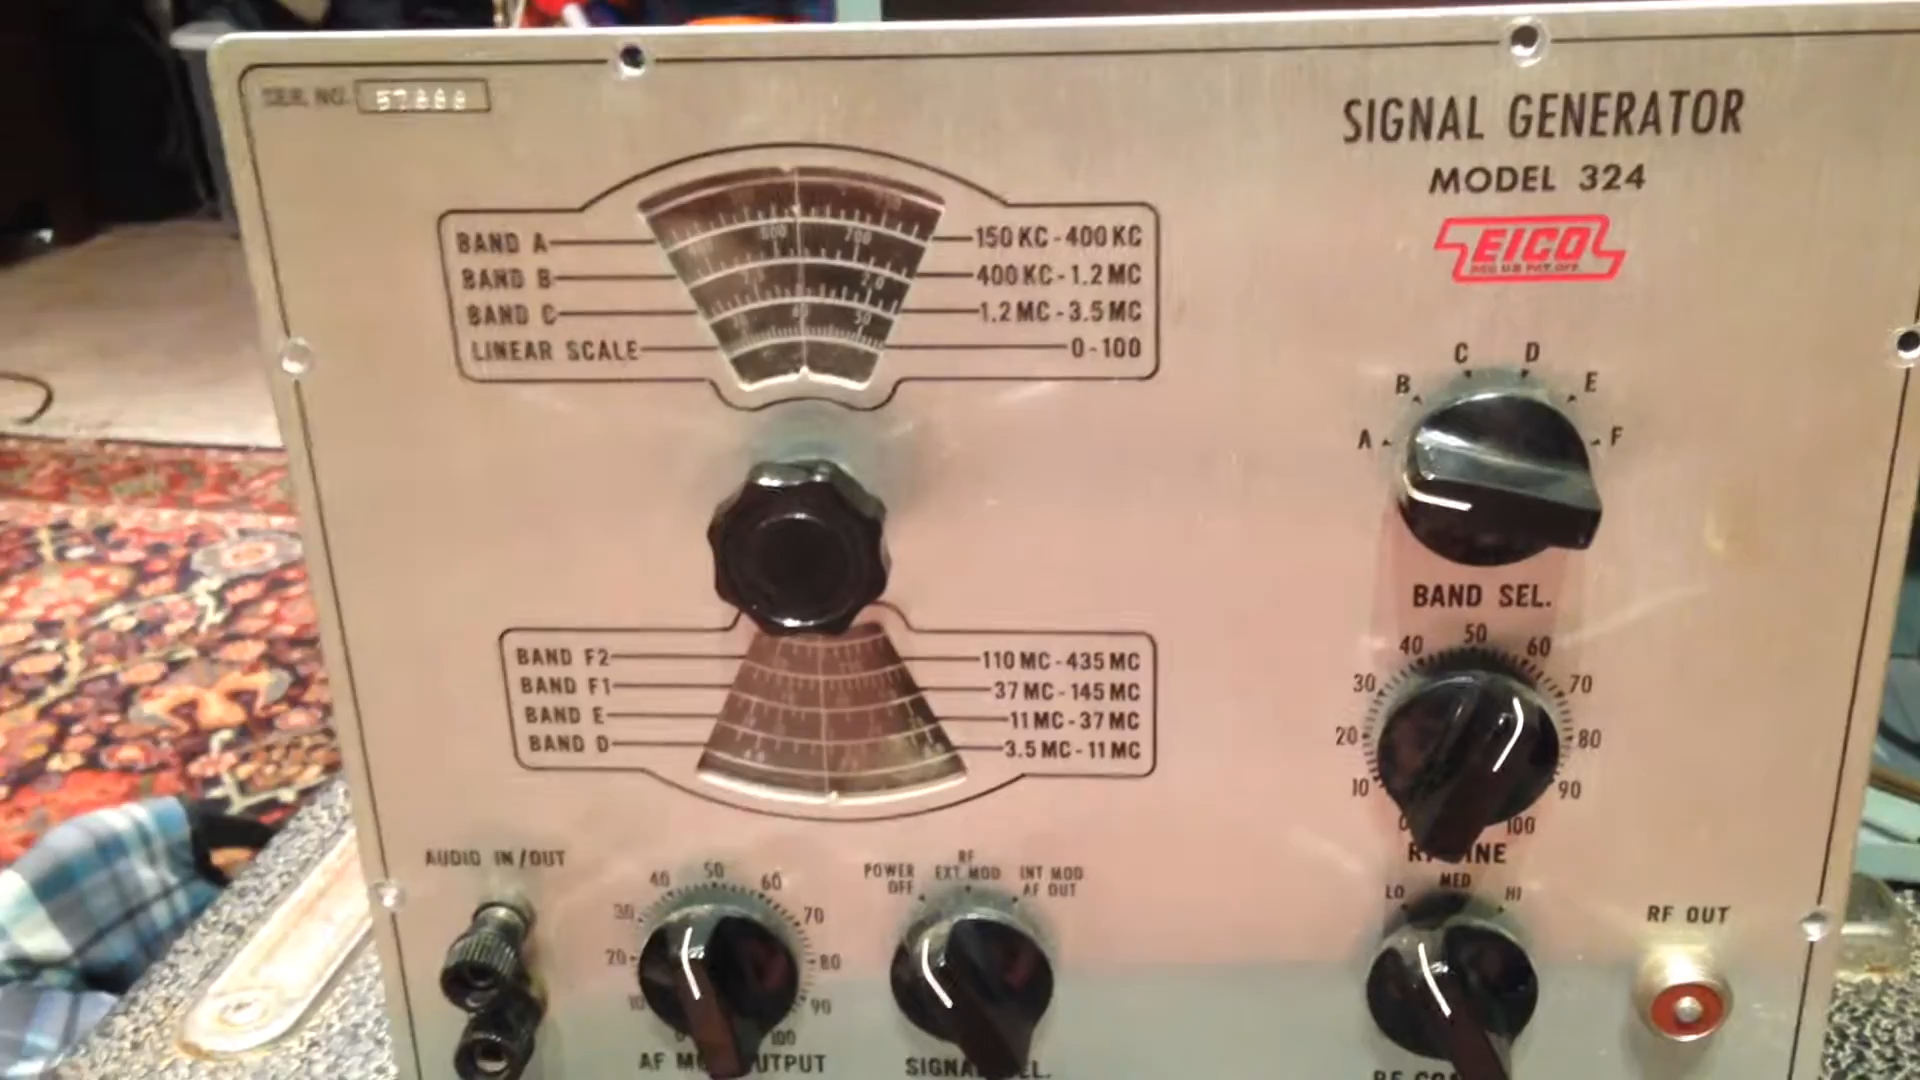 SER. NO.
SIGNAL GENERATOR
MODEL 324
EICO
BAND A 150 KC - 400 KC
BAND B 400 KC - 1.2 MC
BAND C 1.2 MC - 3.5 MC
LINEAR SCALE 0 - 100
A B C D E F
BAND SEL.
BAND F2 110 MC - 435 MC
BAND F1 37 MC - 145 MC
BAND E 11 MC - 37 MC
BAND D 3.5 MC - 11 MC
0 10 20 30 40 50 60 70 80 90 100
AUDIO IN/OUT
10 20 30 40 50 60 70 80 90 100
AF OUTPUT
POWER OFF
RF EXT MOD
INT MOD AF OUT
LO MED HI
RF OUT